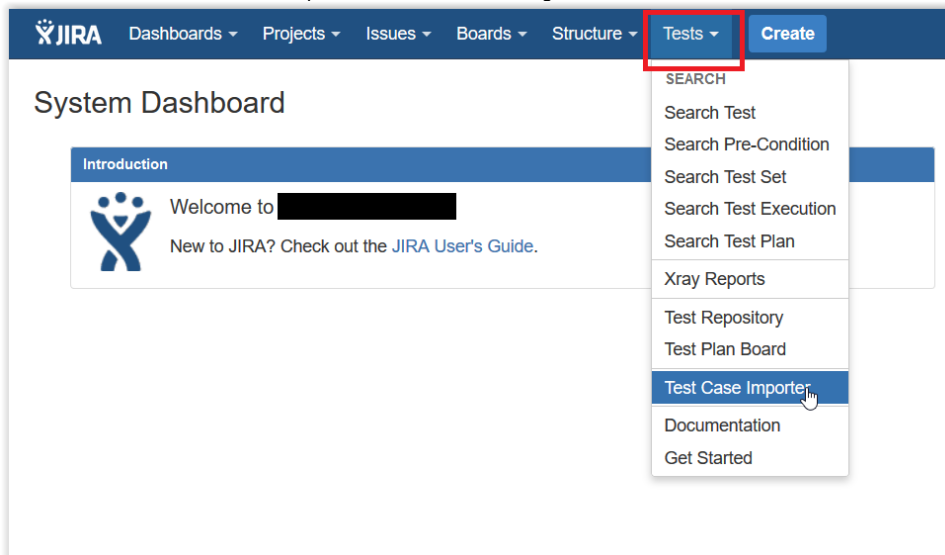 JIRA Dashboards Projects Issues Boards Structure Tests Create
System Dashboard
Introduction
Welcome to
New to JIRA? Check out the JIRA User's Guide.
SEARCH
Search Test
Search Pre-Condition
Search Test Set
Search Test Execution
Search Test Plan
Xray Reports
Test Repository
Test Plan Board
Test Case Importer
Documentation
Get Started